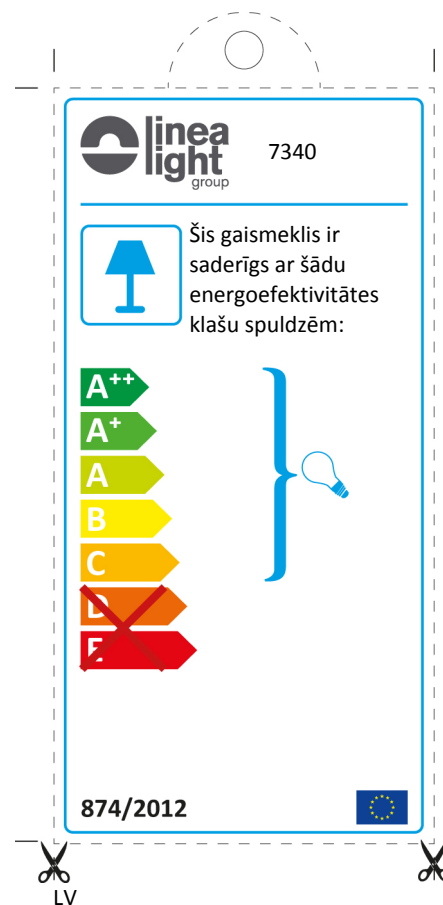 linea
light
group
7340
Šis gaismeklis ir
saderīgs ar šādu
energoefektivitātes
klašu spuldzēm:
A++
A+
A
B
C
D
E
874/2012
LV